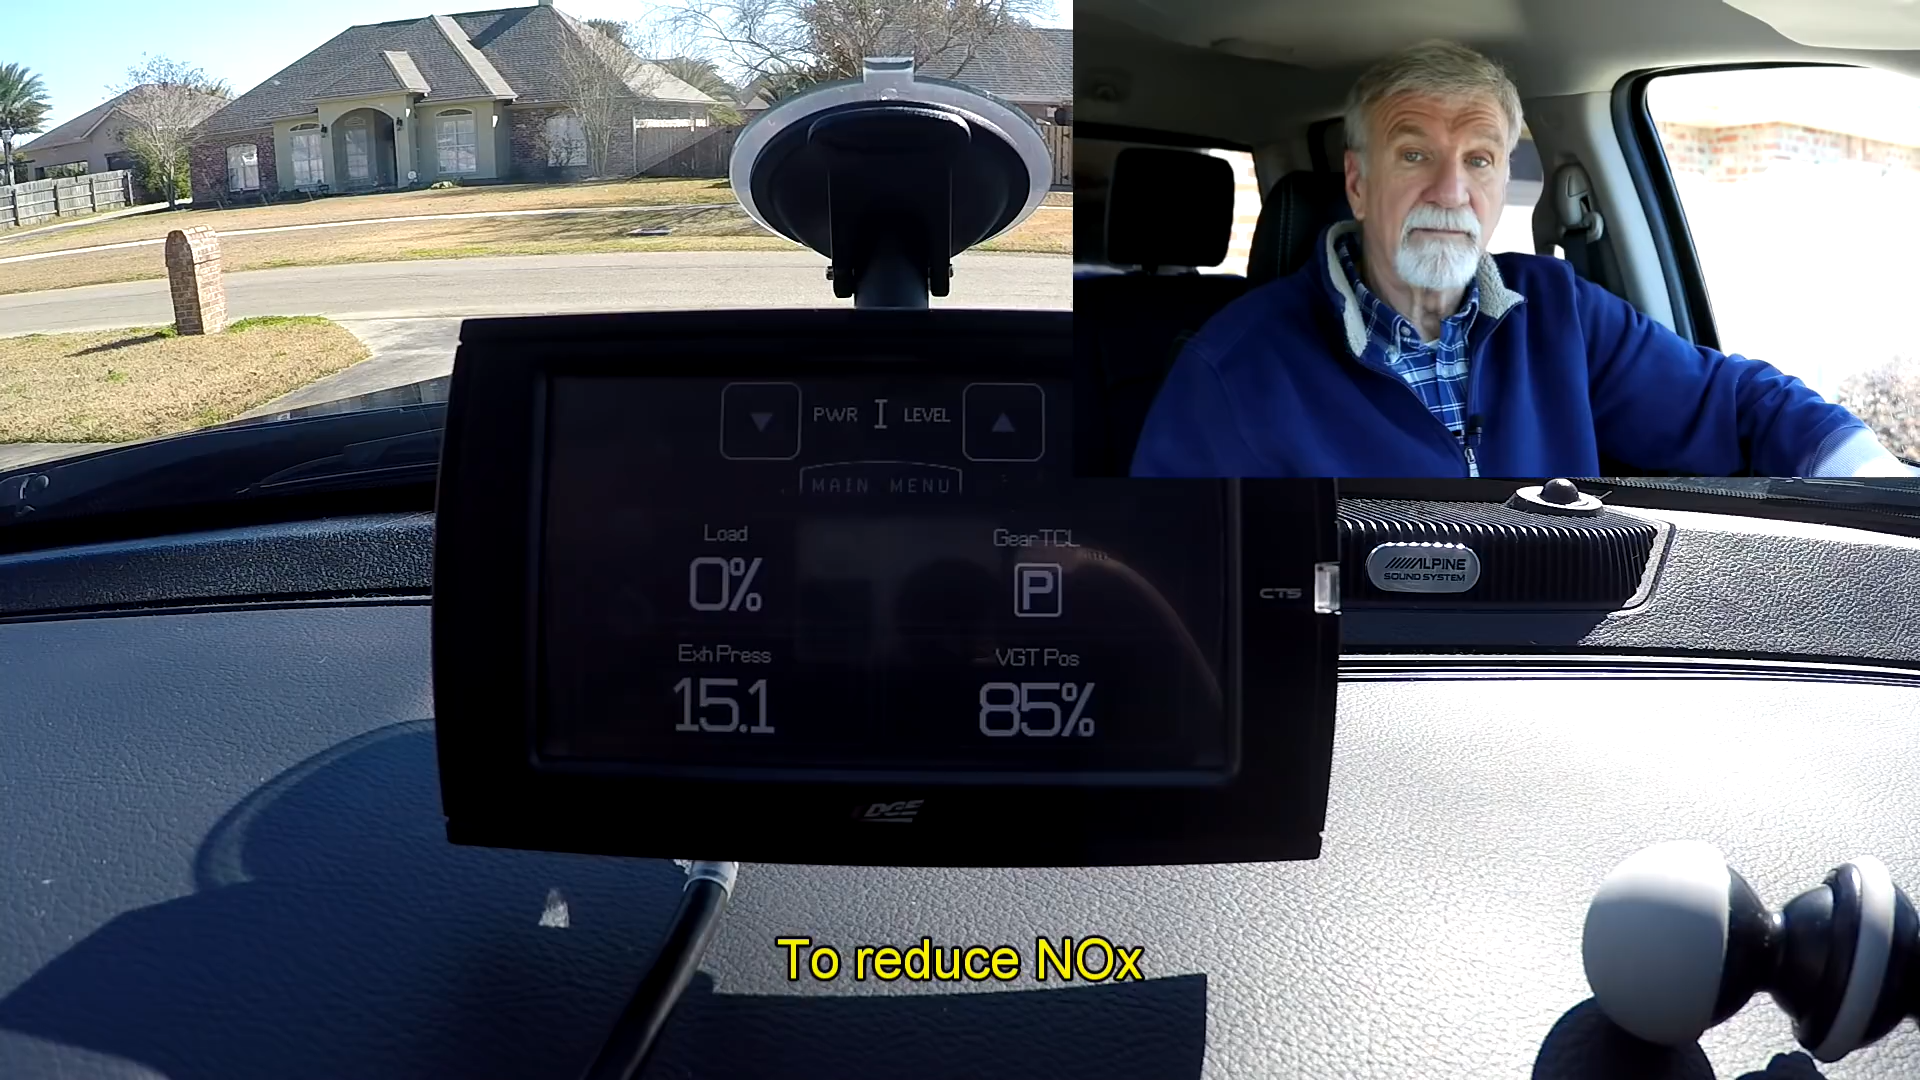 PWR I LEVEL
MAIN MENU
Load
0%
Gear TCL
P
Exh Press
15.1
VGT Pos
85%
CTS
EDGE
ALPINE
SOUND SYSTEM
To reduce NOx